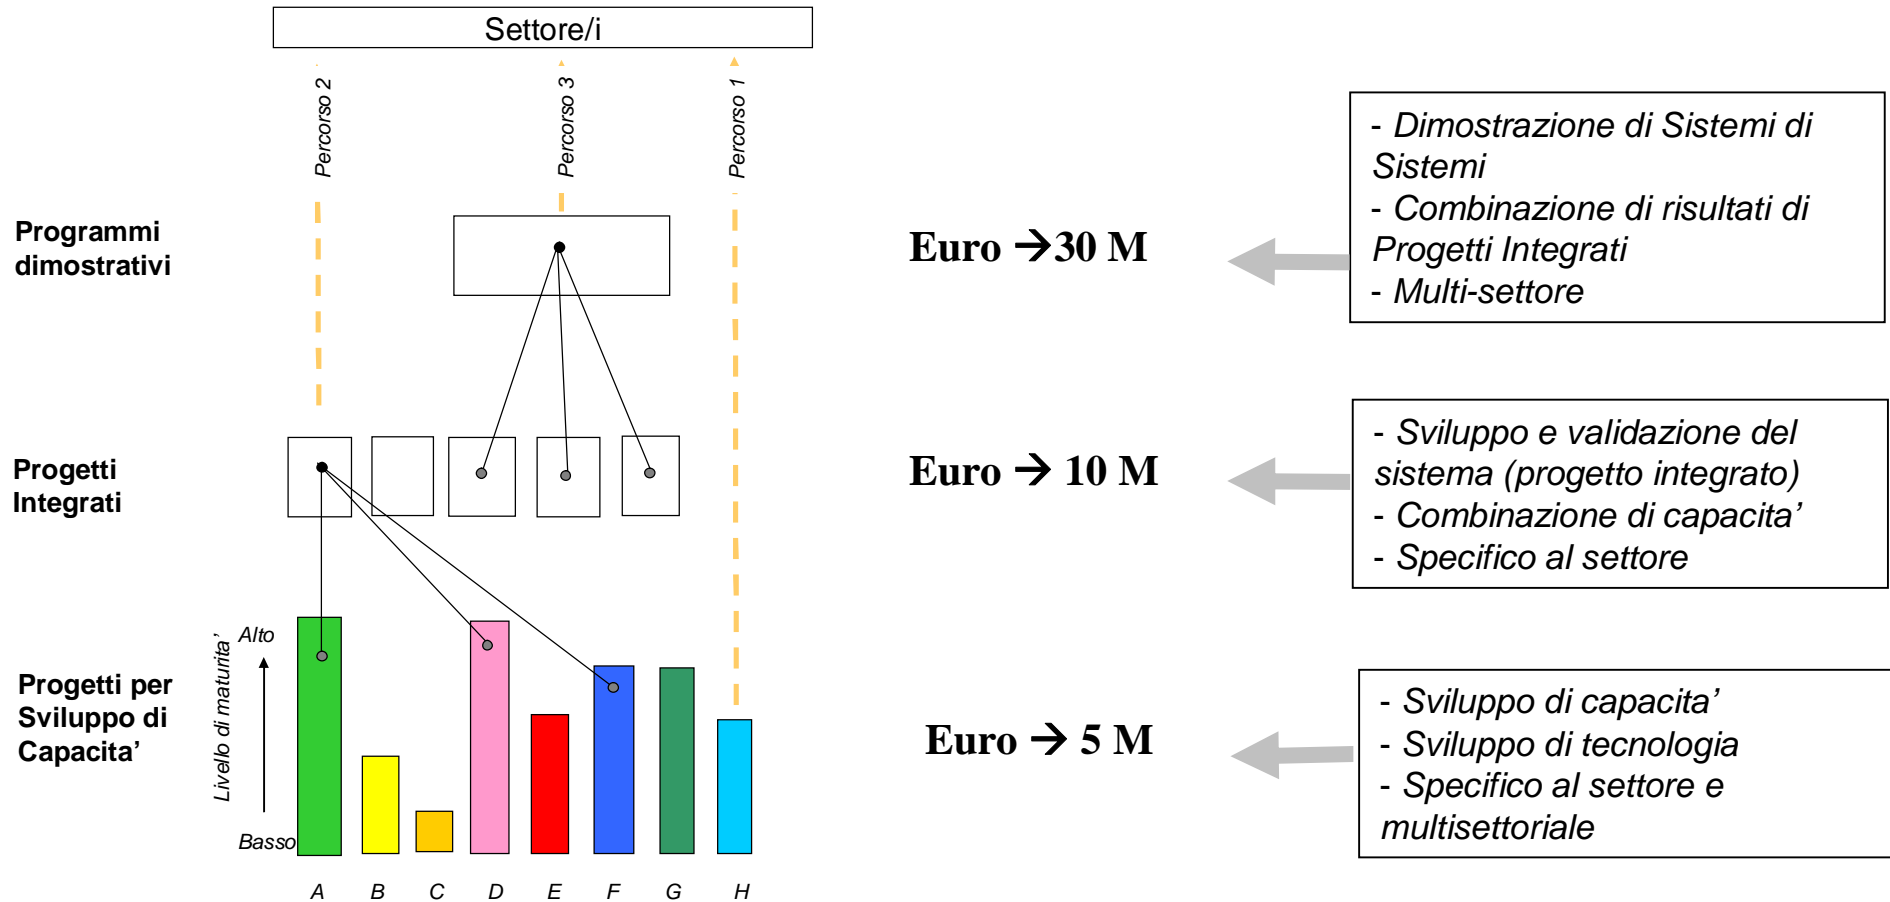 Settore/i
Percorso 2
Percorso 3
Percorso 1
Programmi
dimostrativi
Euro →30 M
- Dimostrazione di Sistemi di
Sistemi
- Combinazione di risultati di
Progetti Integrati
- Multi-settore
Progetti
Integrati
Euro → 10 M
- Sviluppo e validazione del
sistema (progetto integrato)
- Combinazione di capacita’
- Specifico al settore
Progetti per
Sviluppo di
Capacita’
Livello di maturita’
Alto
Basso
Euro → 5 M
- Sviluppo di capacita’
- Sviluppo di tecnologia
- Specifico al settore e
multisettoriale
A B C D E F G H